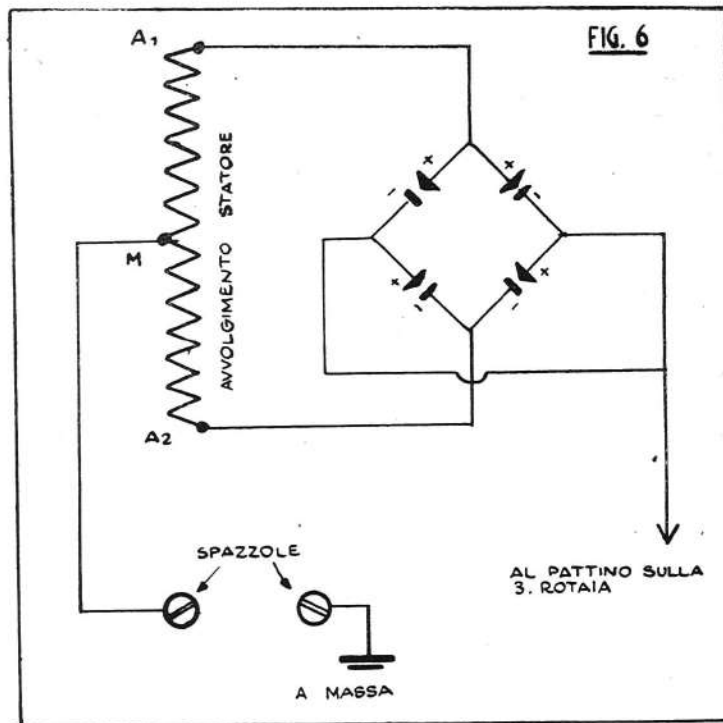 FIG. 6
A1
+
+
-
-
AVVOLGIMENTO STATORE
M
+
+
-
-
A2
SPAZZOLE
AL PATTINO SULLA
3. ROTAIA
A MASSA